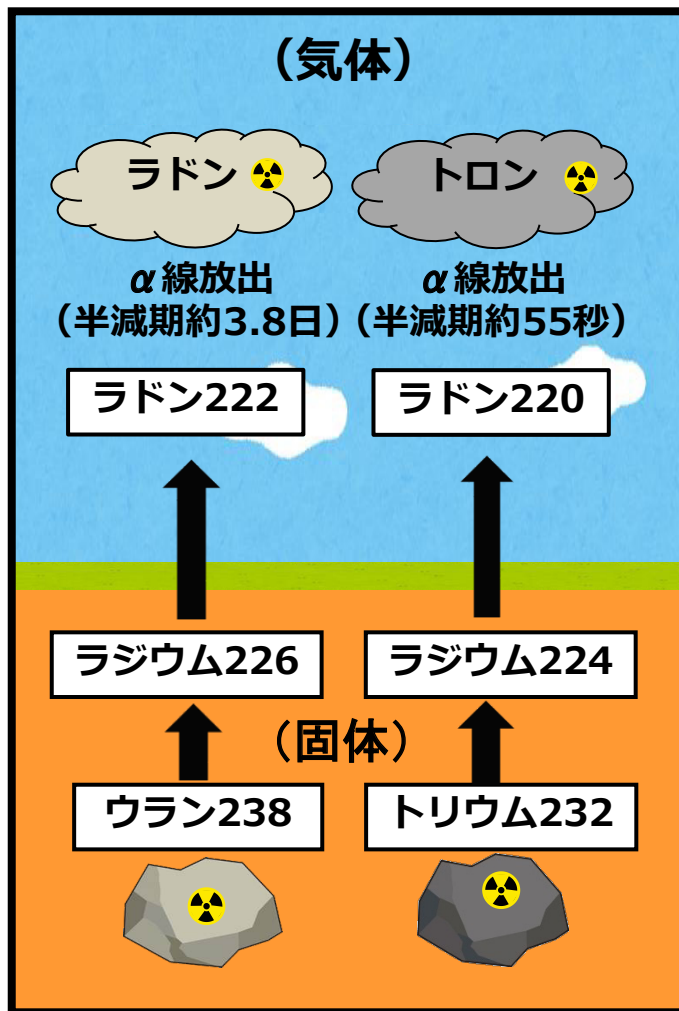 （気体）
ラドン
トロン
α線放出
（半減期約3.8日）
α線放出
（半減期約55秒）
ラドン222
ラドン220
ラジウム226
ラジウム224
（固体）
ウラン238
トリウム232